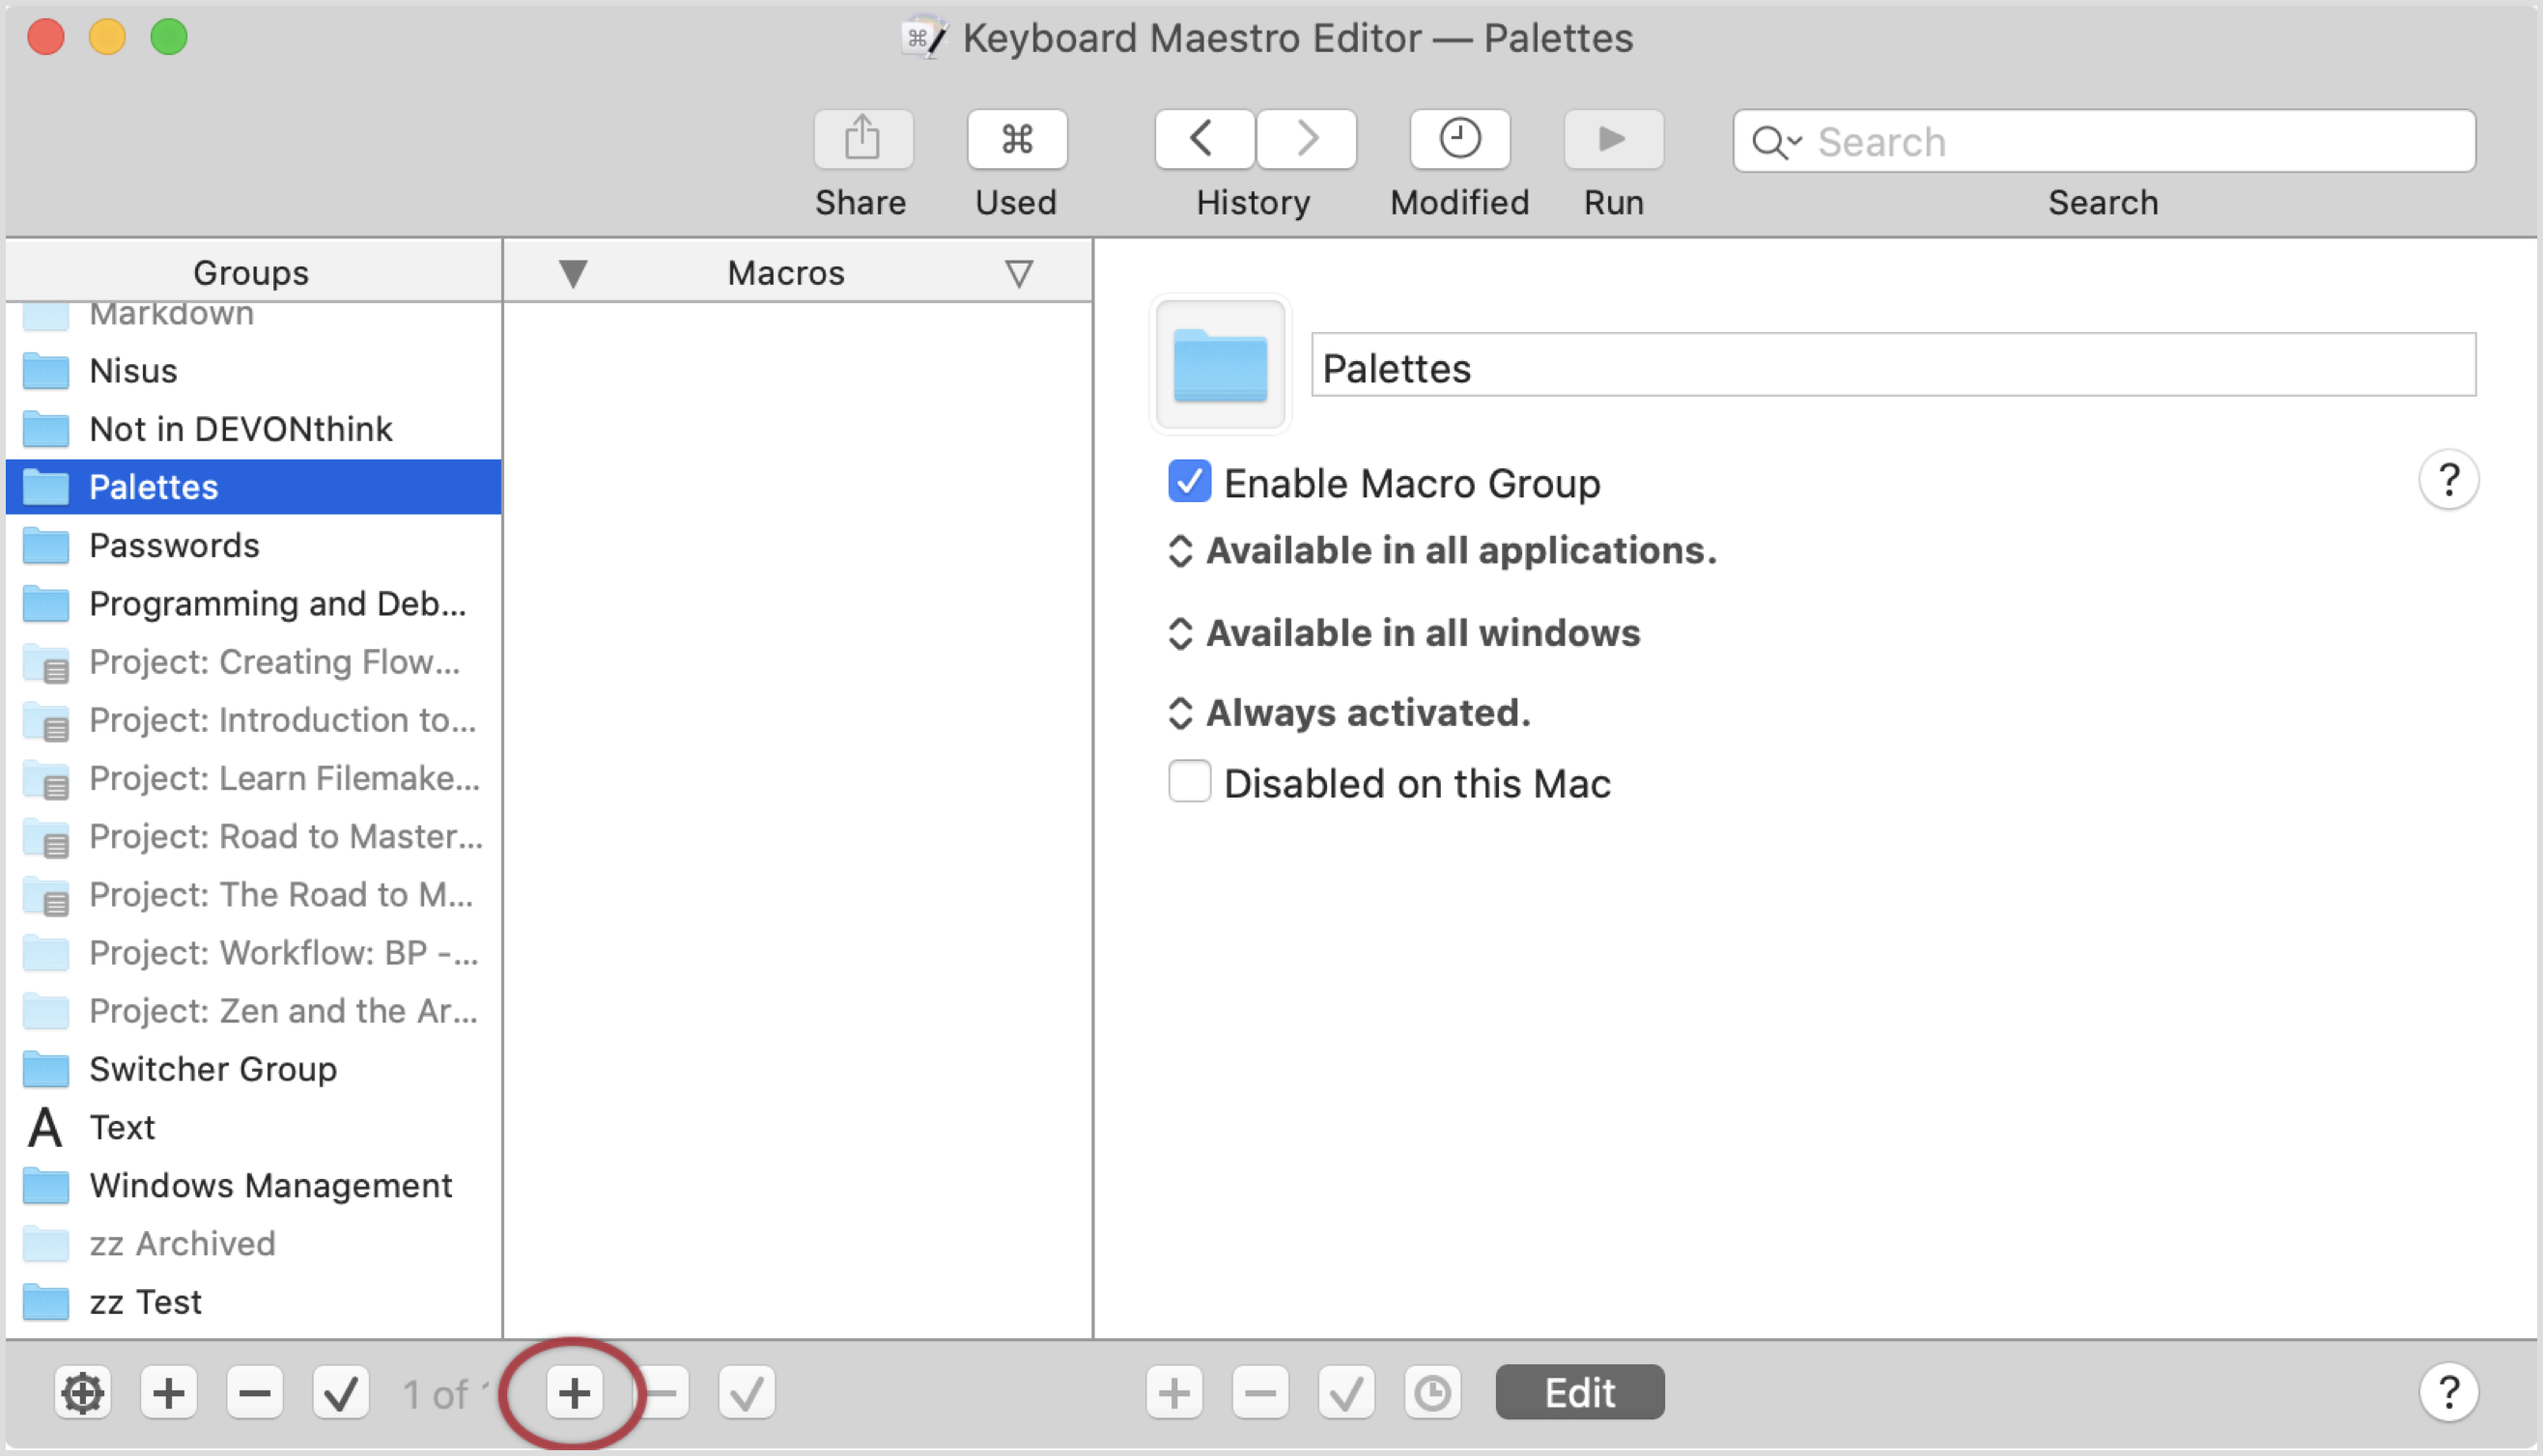 Keyboard Maestro Editor — Palettes
Share
Used
History
Modified
Run
Search
Search
Groups
Macros
Markdown
Nisus
Not in DEVONthink
Palettes
Passwords
Programming and Deb...
Project: Creating Flow...
Project: Introduction to...
Project: Learn Filemake...
Project: Road to Master...
Project: The Road to M...
Project: Workflow: BP -...
Project: Zen and the Ar...
Switcher Group
A Text
Windows Management
zz Archived
zz Test
Palettes
Enable Macro Group
?
Available in all applications.
Available in all windows
Always activated.
Disabled on this Mac
1 of
Edit
?